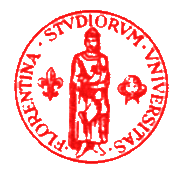 FLORENTINA · STVDIORVM · VNIVERSITAS · S ·